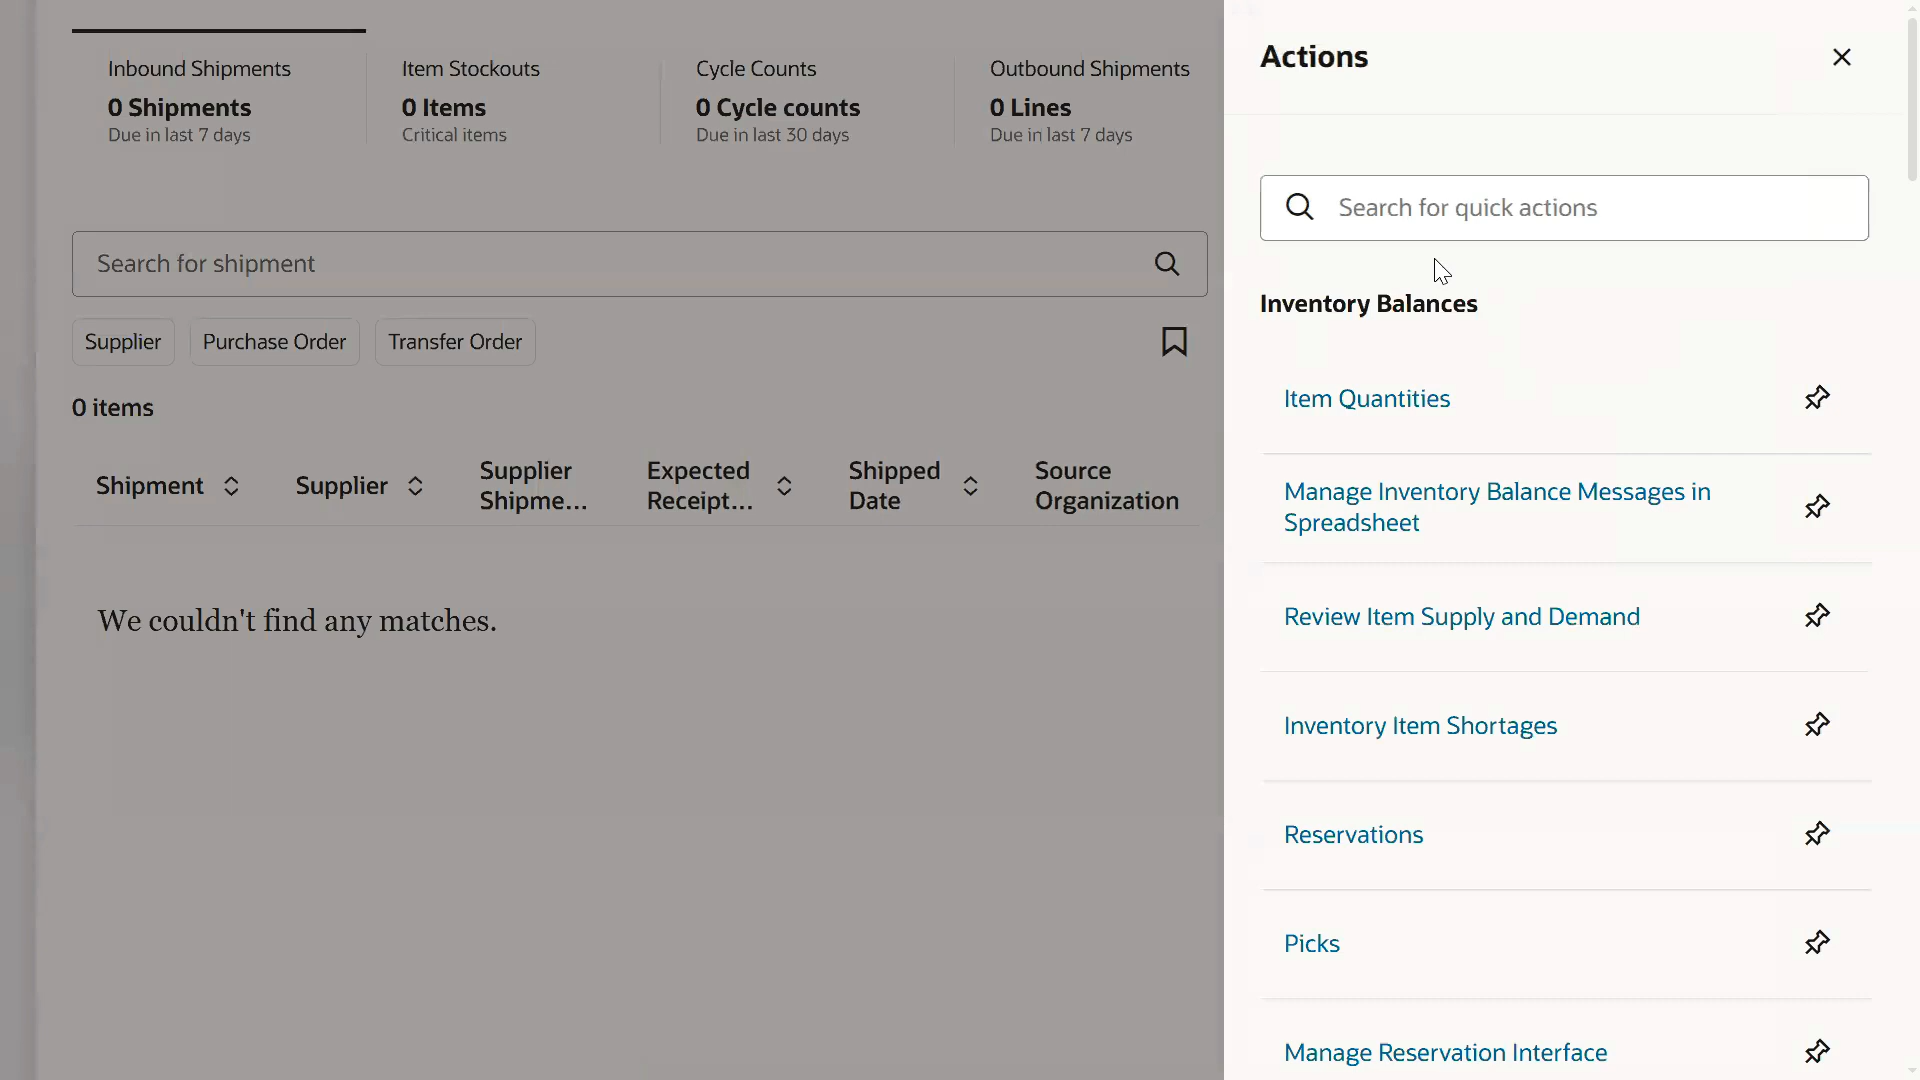 Inbound Shipments
0 Shipments
Due in last 7 days
Item Stockouts
0 Items
Critical items
Cycle Counts
0 Cycle counts
Due in last 30 days
Outbound Shipments
0 Lines
Due in last 7 days
Search for shipment
Supplier
Purchase Order
Transfer Order
0 items
Shipment
Supplier
Supplier
Shipme...
Expected
Receipt...
Shipped
Date
Source
Organization
We couldn't find any matches.
Actions
Search for quick actions
Inventory Balances
Item Quantities
Manage Inventory Balance Messages in
Spreadsheet
Review Item Supply and Demand
Inventory Item Shortages
Reservations
Picks
Manage Reservation Interface